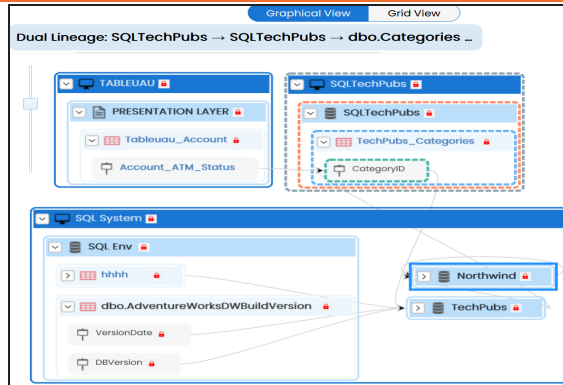 Graphical View Grid View
Dual Lineage: SQLTechPubs → SQLTechPubs → dbo.Categories ...
TABLEUAU
PRESENTATION LAYER
Tableuau_Account
Account_ATM_Status
SQLTechPubs
SQLTechPubs
TechPubs_Categories
CategoryID
SQL System
SQL Env
hhhh
dbo.AdventureWorksDWBuildVersion
VersionDate
DBVersion
Northwind
TechPubs